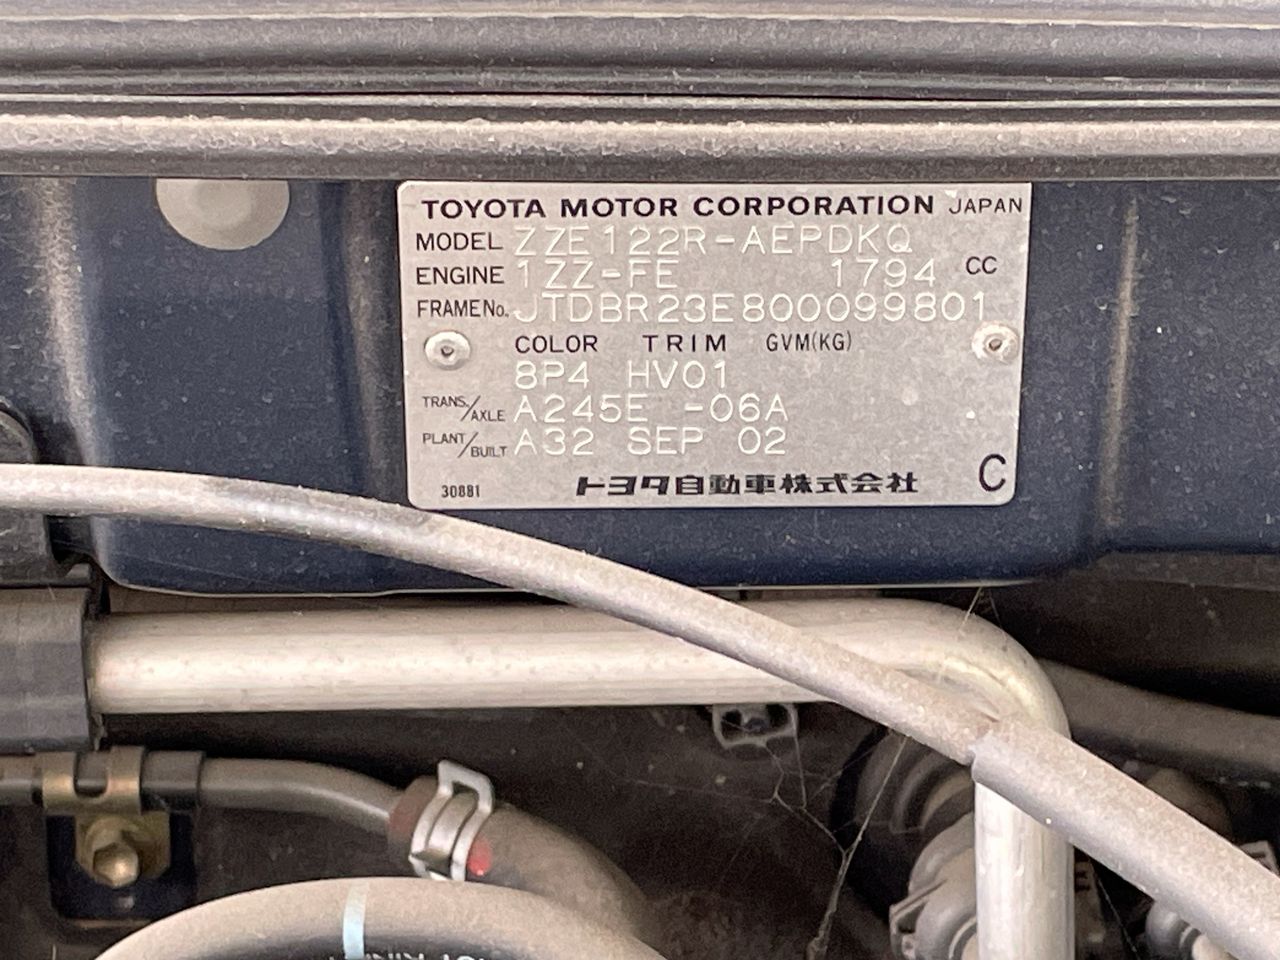 TOYOTA MOTOR CORPORATION JAPAN
MODEL ZZE122R-AEPDKQ
ENGINE 1ZZ-FE 1794 CC
FRAME No. JTDBR23E800099801
COLOR TRIM GVM(KG)
8P4 HV01
TRANS./AXLE A245E -06A
PLANT/BUILT A32 SEP 02
30881 トヨタ自動車株式会社 C